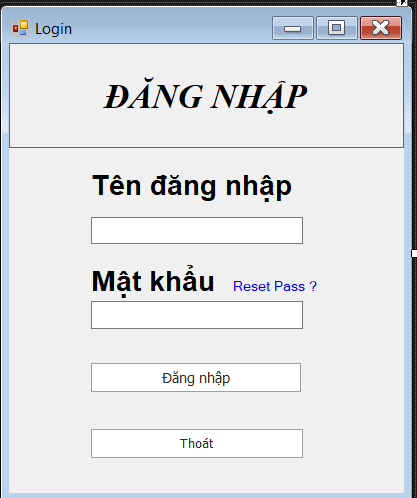 Login
ĐĂNG NHẬP
Tên đăng nhập
Mật khẩu Reset Pass ?
Đăng nhập
Thoát